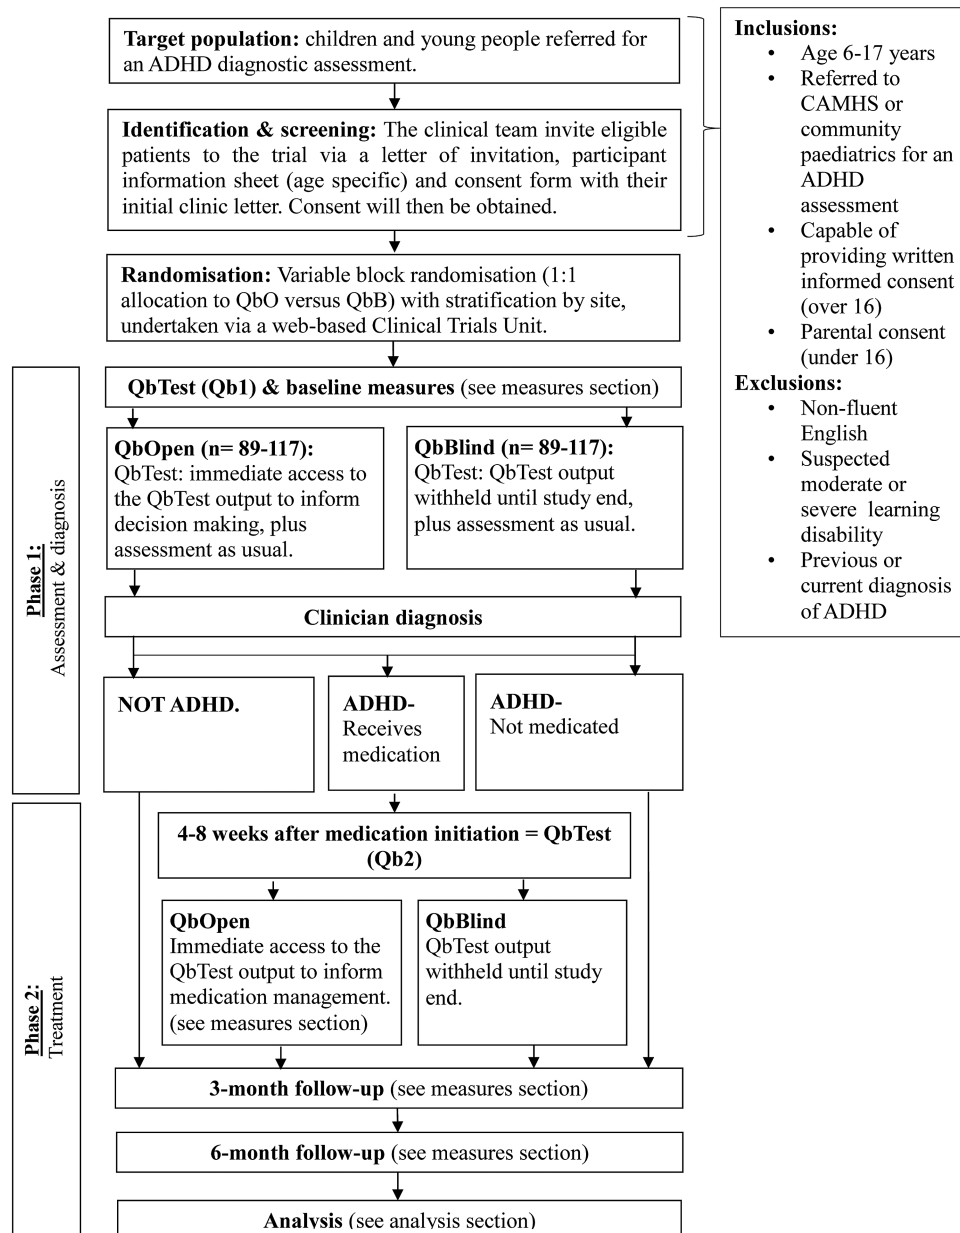 Target population: children and young people referred for
an ADHD diagnostic assessment.
Identification & screening: The clinical team invite eligible
patients to the trial via a letter of invitation, participant
information sheet (age specific) and consent form with their
initial clinic letter. Consent will then be obtained.
Randomisation: Variable block randomisation (1:1
allocation to QbO versus QbB) with stratification by site,
undertaken via a web-based Clinical Trials Unit.
Inclusions:
• Age 6-17 years
• Referred to
CAMHS or
community
paediatrics for an
ADHD
assessment
• Capable of
providing written
informed consent
(over 16)
• Parental consent
(under 16)
Exclusions:
• Non-fluent
English
• Suspected
moderate or
severe learning
disability
• Previous or
current diagnosis
of ADHD
Phase 1:
Assessment & diagnosis
QbTest (Qb1) & baseline measures (see measures section)
QbOpen (n= 89-117):
QbTest: immediate access to
the QbTest output to inform
decision making, plus
assessment as usual.
QbBlind (n= 89-117):
QbTest: QbTest output
withheld until study end,
plus assessment as usual.
Clinician diagnosis
NOT ADHD.
ADHD-
Receives
medication
ADHD-
Not medicated
Phase 2:
Treatment
4-8 weeks after medication initiation = QbTest
(Qb2)
QbOpen
Immediate access to the
QbTest output to inform
medication management.
(see measures section)
QbBlind
QbTest output
withheld until study
end.
3-month follow-up (see measures section)
6-month follow-up (see measures section)
Analysis (see analysis section)